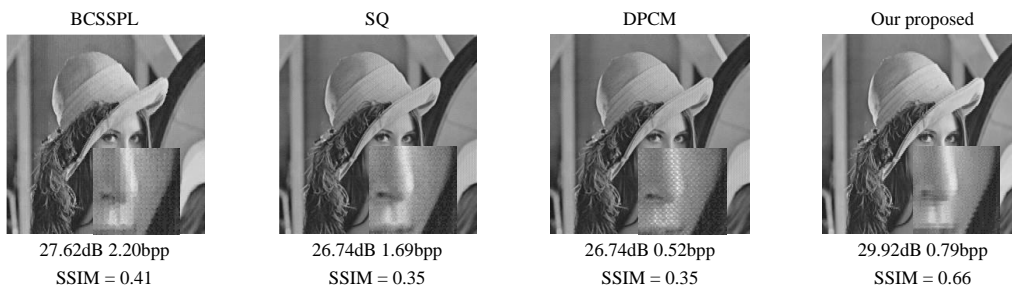 BCSSPL
SQ
DPCM
Our proposed
27.62dB 2.20bpp
26.74dB 1.69bpp
26.74dB 0.52bpp
29.92dB 0.79bpp
SSIM = 0.41
SSIM = 0.35
SSIM = 0.35
SSIM = 0.66